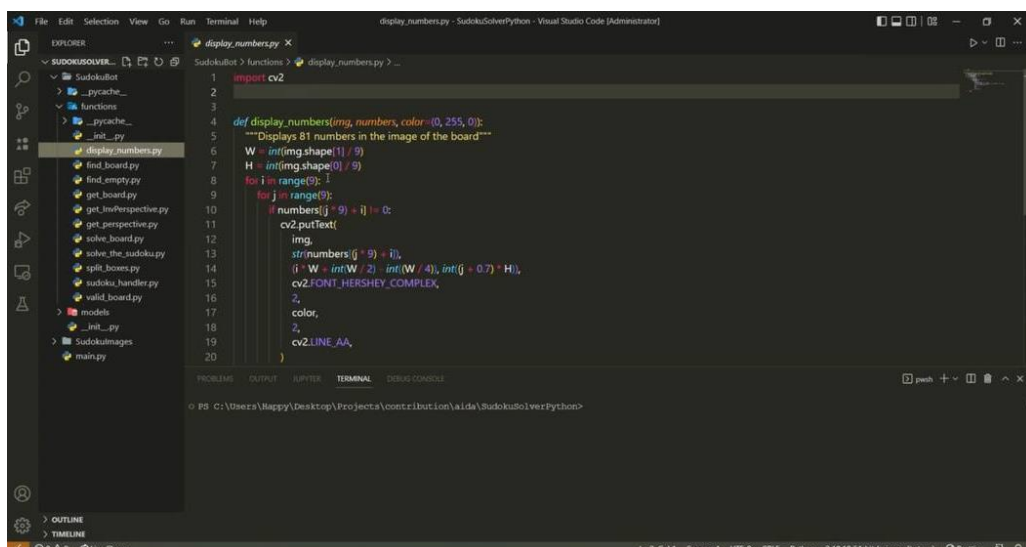 File Edit Selection View Go Run Terminal Help
display_numbers.py - SudokuSolverPython - Visual Studio Code [Administrator]
EXPLORER
SUDOKUSOLVER...
SudokuBot
__pycache__
functions
__pycache__
__init__.py
display_numbers.py
find_board.py
find_empty.py
get_board.py
get_InvPerspective.py
get_perspective.py
solve_board.py
solve_the_sudoku.py
split_boxes.py
sudoku_handler.py
valid_board.py
models
__init__.py
SudokuImages
main.py
OUTLINE
TIMELINE
display_numbers.py
SudokuBot > functions > display_numbers.py > ...
1 import cv2
2
3
4 def display_numbers(img, numbers, color=(0, 255, 0)):
5 """Displays 81 numbers in the image of the board"""
6 W = int(img.shape[1] / 9)
7 H = int(img.shape[0] / 9)
8 for i in range(9):
9 for j in range(9):
10 if numbers[(j * 9) + i] != 0:
11 cv2.putText(
12 img,
13 str(numbers[(j * 9) + i]),
14 (i * W + int(W / 2) - int((W / 4)), int((j + 0.7) * H)),
15 cv2.FONT_HERSHEY_COMPLEX,
16 2,
17 color,
18 2,
19 cv2.LINE_AA,
20 )
PROBLEMS OUTPUT JUPYTER TERMINAL DEBUG CONSOLE
pwsh
PS C:\Users\Happy\Desktop\Projects\contribution\aida\SudokuSolverPython>